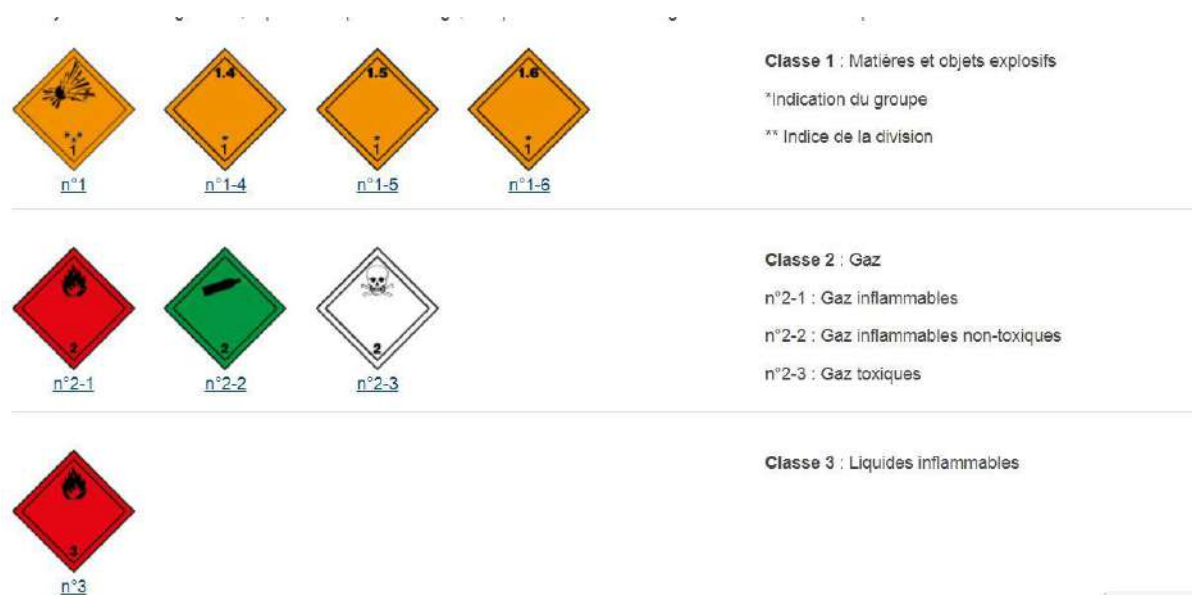 1.4
1.5
1.6
**
*
1
*
1
*
1
*
1
n°1
n°1-4
n°1-5
n°1-6
Classe 1 : Matières et objets explosifs
*Indication du groupe
** Indice de la division
2
2
2
n°2-1
n°2-2
n°2-3
Classe 2 : Gaz
n°2-1 : Gaz inflammables
n°2-2 : Gaz inflammables non-toxiques
n°2-3 : Gaz toxiques
3
n°3
Classe 3 : Liquides inflammables